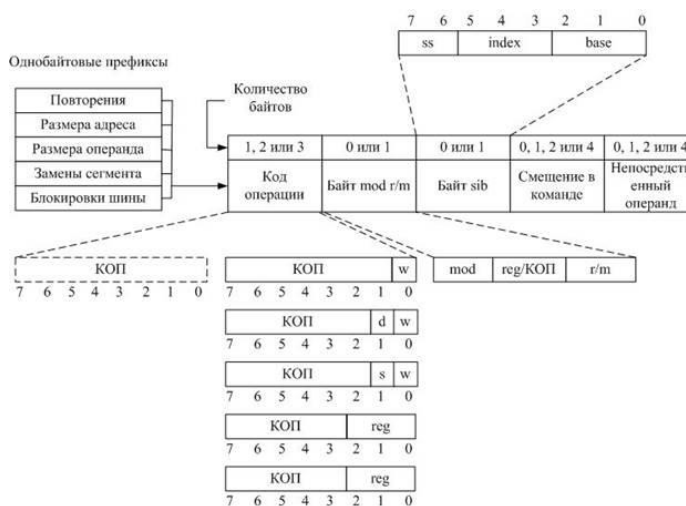 7 6 5 4 3 2 1 0
ss index base
Однобайтовые префиксы
Повторения
Размера адреса
Размера операнда
Замены сегмента
Блокировки шины
Количество
байтов
1, 2 или 3 0 или 1 0 или 1 0, 1, 2 или 4 0, 1, 2 или 4
Код
операции
Байт mod r/m
Байт sib
Смещение в
команде
Непосредст
венный
операнд
КОП
7 6 5 4 3 2 1 0
КОП w
7 6 5 4 3 2 1 0
mod reg/КОП r/m
КОП d w
7 6 5 4 3 2 1 0
КОП s w
7 6 5 4 3 2 1 0
КОП reg
7 6 5 4 3 2 1 0
КОП reg
7 6 5 4 3 2 1 0